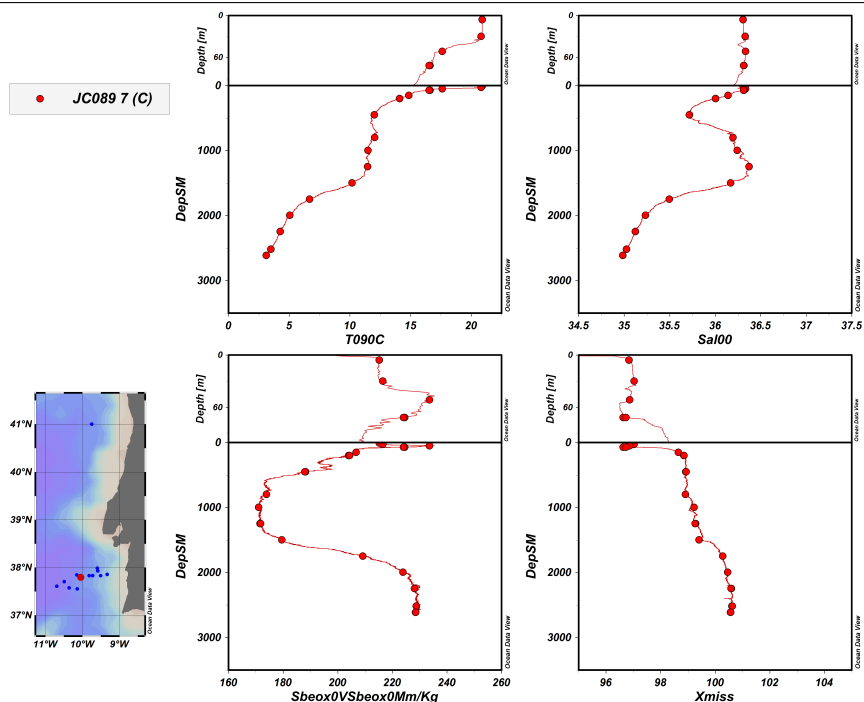 JC089 7 (C)
Depth [m]
0
60
0
1000
2000
3000
DepSM
0
5
10
15
20
T090C
Ocean Data View
Ocean Data View
Depth [m]
0
60
0
1000
2000
3000
DepSM
34.5
35
35.5
36
36.5
37
37.5
Sal00
Ocean Data View
Ocean Data View
41°N
40°N
39°N
38°N
37°N
11°W
10°W
9°W
Ocean Data View
Depth [m]
0
60
0
1000
2000
3000
DepSM
160
180
200
220
240
260
Sbeox0VSbeox0Mm/Kg
Ocean Data View
Ocean Data View
Depth [m]
0
60
0
1000
2000
3000
DepSM
96
98
100
102
104
Xmiss
Ocean Data View
Ocean Data View